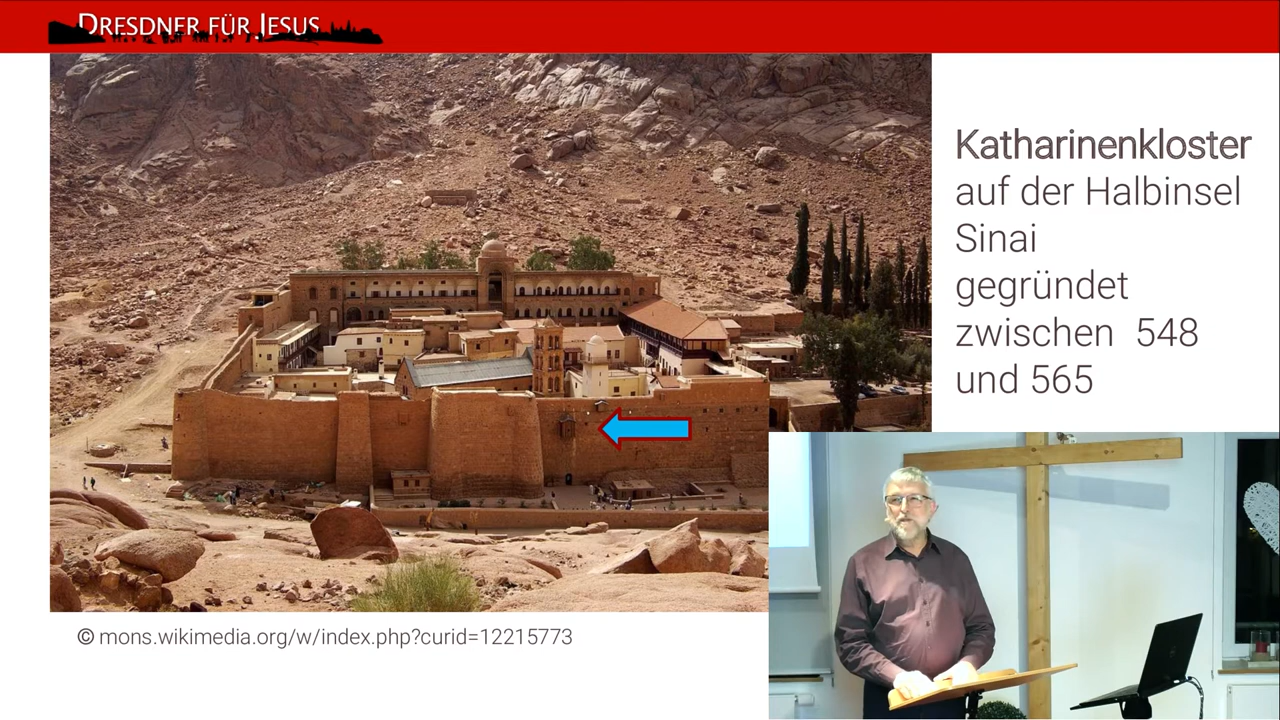 DRESDNER FÜR JESUS
Katharinenkloster
auf der Halbinsel
Sinai
gegründet
zwischen 548
und 565
© mons.wikimedia.org/w/index.php?curid=12215773